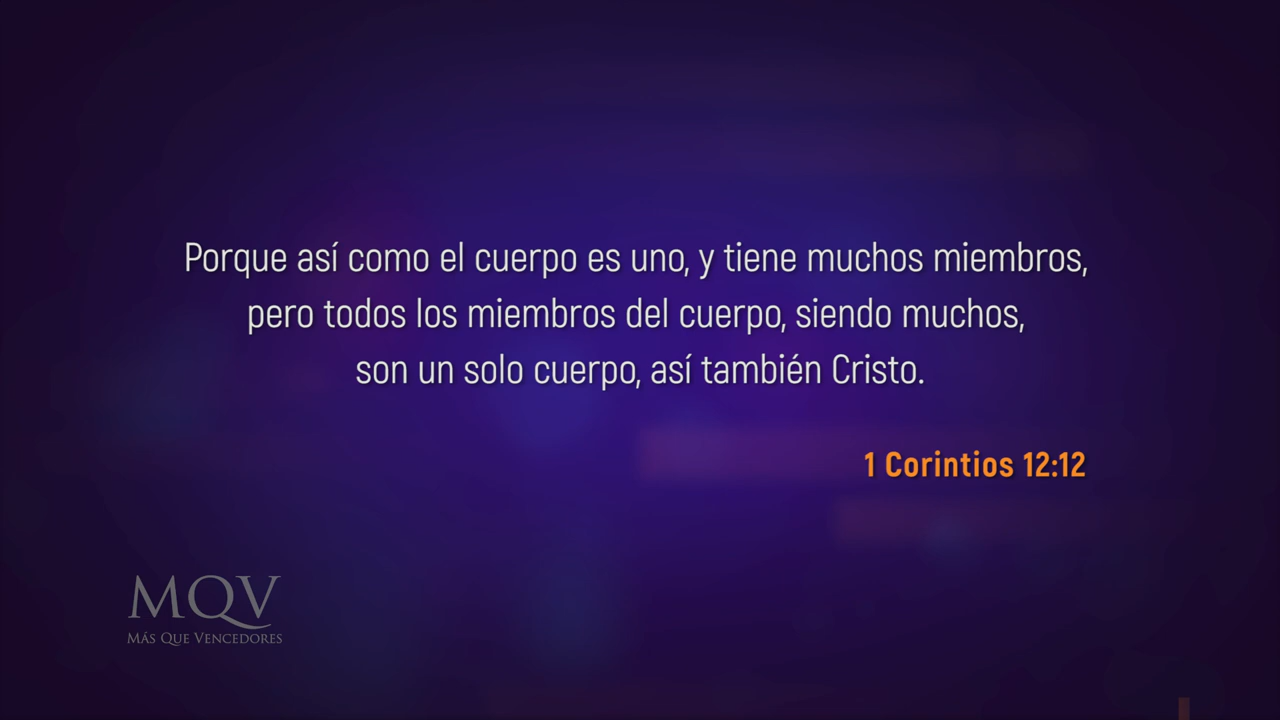 Porque así como el cuerpo es uno, y tiene muchos miembros,
pero todos los miembros del cuerpo, siendo muchos,
son un solo cuerpo, así también Cristo.
1 Corintios 12:12
MQV
Más Que Vencedores